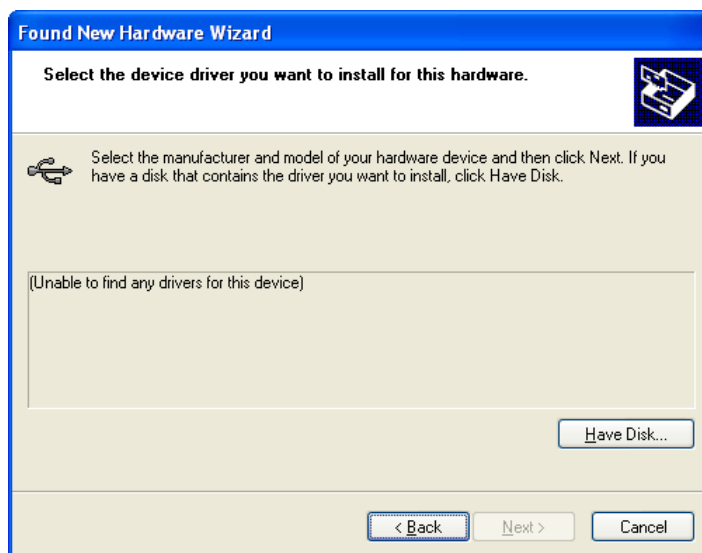 Found New Hardware Wizard
Select the device driver you want to install for this hardware.
Select the manufacturer and model of your hardware device and then click Next. If you
have a disk that contains the driver you want to install, click Have Disk.
(Unable to find any drivers for this device)
Have Disk...
< Back
Next >
Cancel